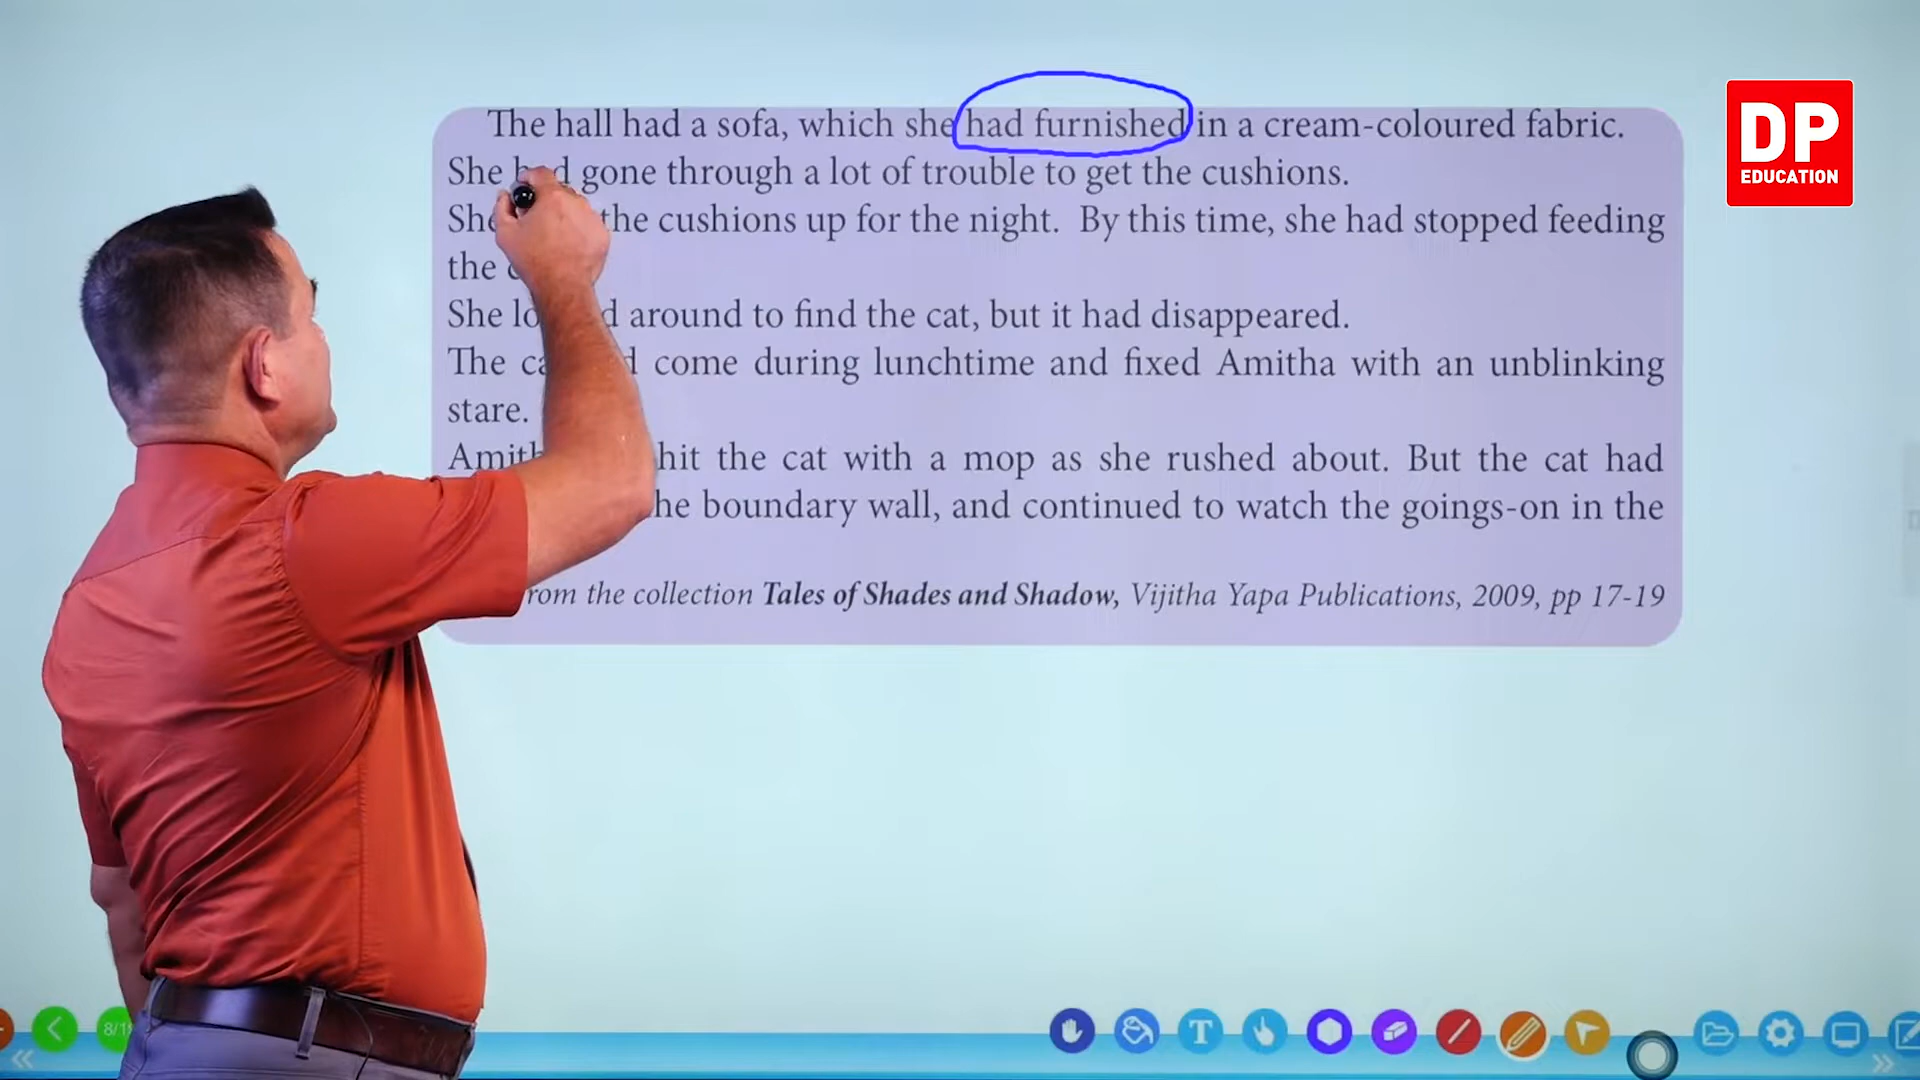 The hall had a sofa, which she had furnished in a cream-coloured fabric.
She had gone through a lot of trouble to get the cushions.
She the cushions up for the night. By this time, she had stopped feeding
the
She around to find the cat, but it had disappeared.
The come during lunchtime and fixed Amitha with an unblinking
stare.
hit the cat with a mop as she rushed about. But the cat had
the boundary wall, and continued to watch the goings-on in the
from the collection Tales of Shades and Shadow, Vijitha Yapa Publications, 2009, pp 17-19
DP
EDUCATION
T